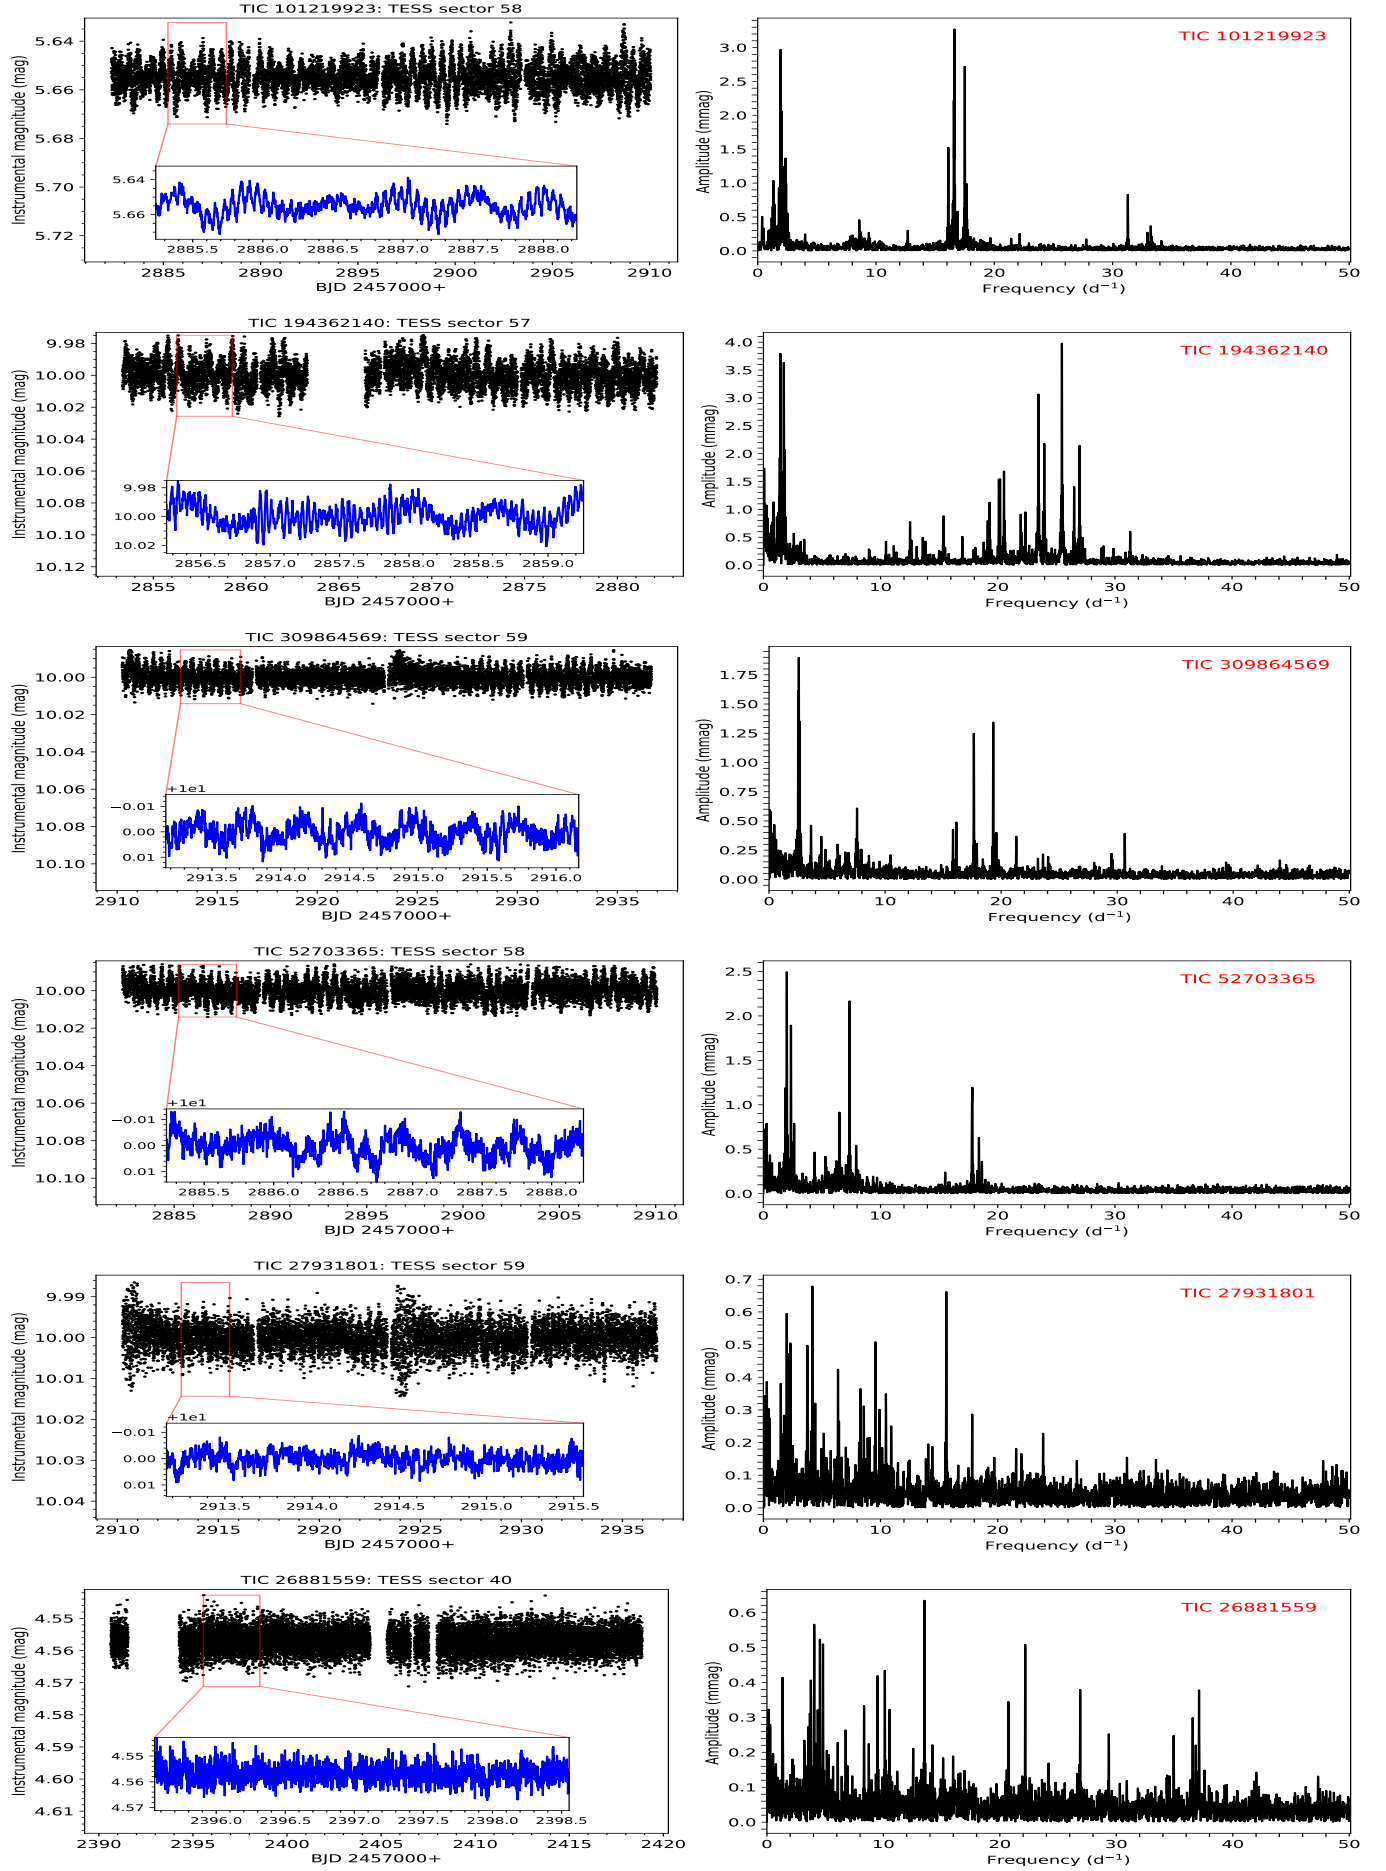 TIC 101219923: TESS sector 58
Instrumental magnitude (mag)
5.64
5.66
5.68
5.70
5.72
5.64
5.66
2885.5 2886.0 2886.5 2887.0 2887.5 2888.0
2885 2890 2895 2900 2905 2910
BJD 2457000+
TIC 101219923
Amplitude (mmag)
3.0
2.5
2.0
1.5
1.0
0.5
0.0
0 10 20 30 40 50
Frequency (d⁻¹)
TIC 194362140: TESS sector 57
Instrumental magnitude (mag)
9.98
10.00
10.02
10.04
10.06
10.08
10.10
10.12
9.98
10.00
10.02
2856.5 2857.0 2857.5 2858.0 2858.5 2859.0
2855 2860 2865 2870 2875 2880
BJD 2457000+
TIC 194362140
Amplitude (mmag)
4.0
3.5
3.0
2.5
2.0
1.5
1.0
0.5
0.0
0 10 20 30 40 50
Frequency (d⁻¹)
TIC 309864569: TESS sector 59
Instrumental magnitude (mag)
10.00
10.02
10.04
10.06
10.08
10.10
+1e1
−0.01
0.00
0.01
2913.5 2914.0 2914.5 2915.0 2915.5 2916.0
2910 2915 2920 2925 2930 2935
BJD 2457000+
TIC 309864569
Amplitude (mmag)
1.75
1.50
1.25
1.00
0.75
0.50
0.25
0.00
0 10 20 30 40 50
Frequency (d⁻¹)
TIC 52703365: TESS sector 58
Instrumental magnitude (mag)
10.00
10.02
10.04
10.06
10.08
10.10
+1e1
−0.01
0.00
0.01
2885.5 2886.0 2886.5 2887.0 2887.5 2888.0
2885 2890 2895 2900 2905 2910
BJD 2457000+
TIC 52703365
Amplitude (mmag)
2.5
2.0
1.5
1.0
0.5
0.0
0 10 20 30 40 50
Frequency (d⁻¹)
TIC 27931801: TESS sector 59
Instrumental magnitude (mag)
9.99
10.00
10.01
10.02
10.03
10.04
+1e1
−0.01
0.00
0.01
2913.5 2914.0 2914.5 2915.0 2915.5
2910 2915 2920 2925 2930 2935
BJD 2457000+
TIC 27931801
Amplitude (mmag)
0.7
0.6
0.5
0.4
0.3
0.2
0.1
0.0
0 10 20 30 40 50
Frequency (d⁻¹)
TIC 26881559: TESS sector 40
Instrumental magnitude (mag)
4.55
4.56
4.57
4.58
4.59
4.60
4.61
4.55
4.56
4.57
2396.0 2396.5 2397.0 2397.5 2398.0 2398.5
2390 2395 2400 2405 2410 2415 2420
BJD 2457000+
TIC 26881559
Amplitude (mmag)
0.6
0.5
0.4
0.3
0.2
0.1
0.0
0 10 20 30 40 50
Frequency (d⁻¹)